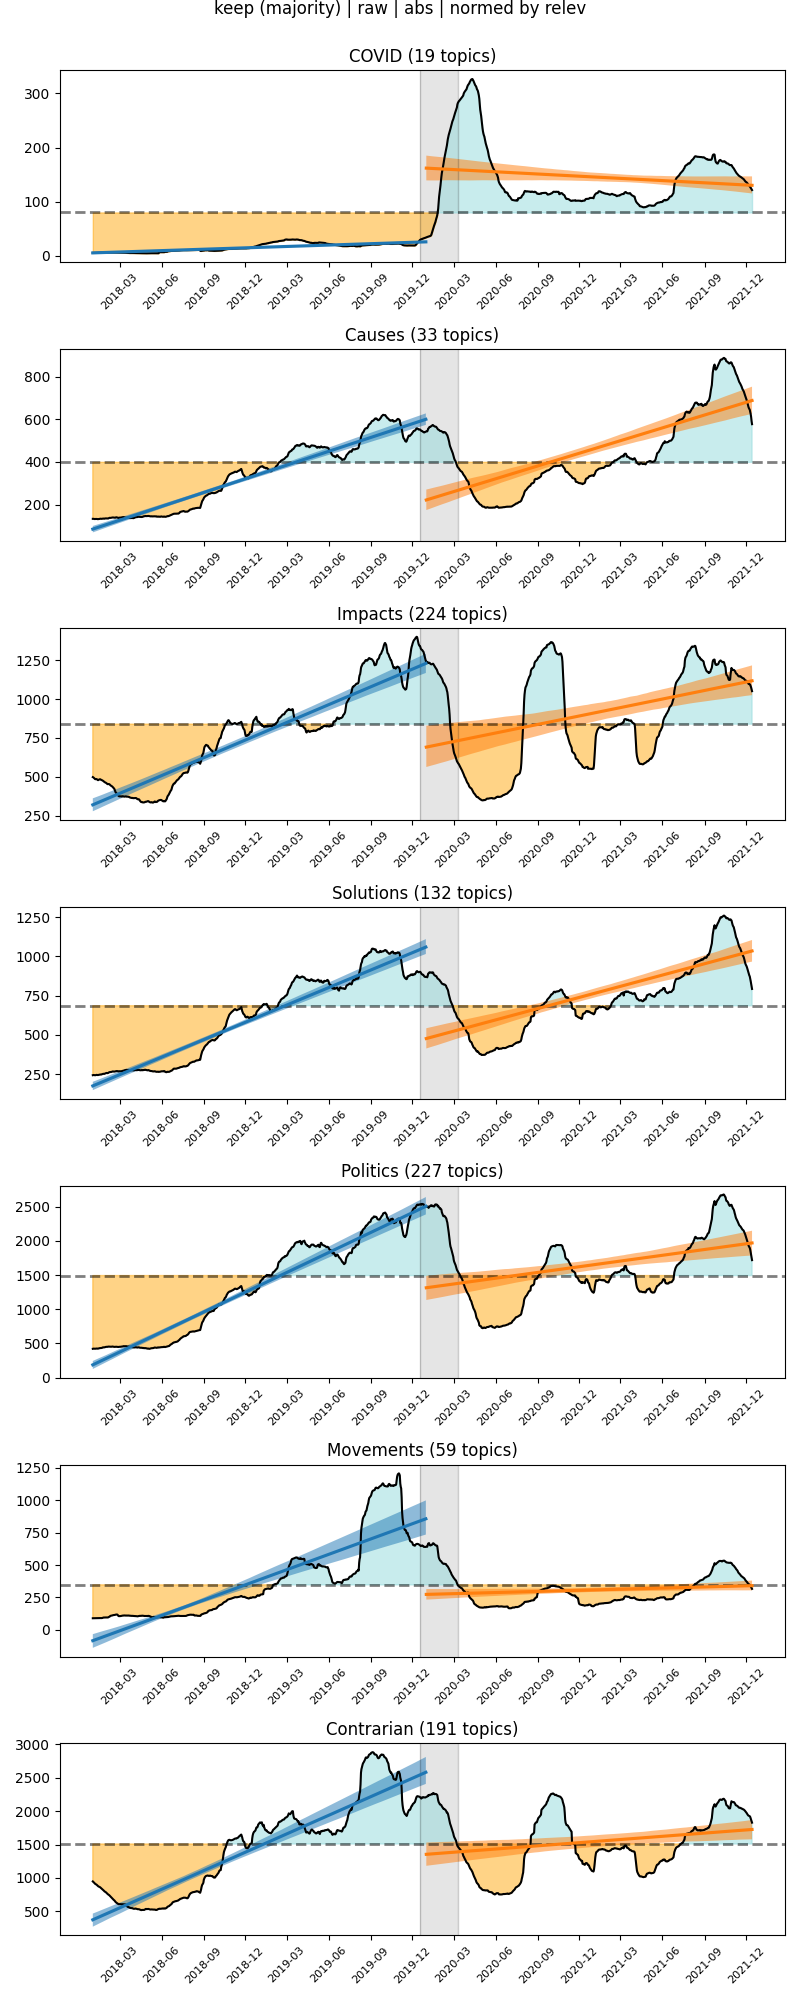 keep (majority) | raw | abs | normed by relev
COVID (19 topics)
300
200
100
0
2018-03 2018-06 2018-09 2018-12 2019-03 2019-06 2019-09 2019-12 2020-03 2020-06 2020-09 2020-12 2021-03 2021-06 2021-09 2021-12
Causes (33 topics)
800
600
400
200
2018-03 2018-06 2018-09 2018-12 2019-03 2019-06 2019-09 2019-12 2020-03 2020-06 2020-09 2020-12 2021-03 2021-06 2021-09 2021-12
Impacts (224 topics)
1250
1000
750
500
250
2018-03 2018-06 2018-09 2018-12 2019-03 2019-06 2019-09 2019-12 2020-03 2020-06 2020-09 2020-12 2021-03 2021-06 2021-09 2021-12
Solutions (132 topics)
1250
1000
750
500
250
2018-03 2018-06 2018-09 2018-12 2019-03 2019-06 2019-09 2019-12 2020-03 2020-06 2020-09 2020-12 2021-03 2021-06 2021-09 2021-12
Politics (227 topics)
2500
2000
1500
1000
500
0
2018-03 2018-06 2018-09 2018-12 2019-03 2019-06 2019-09 2019-12 2020-03 2020-06 2020-09 2020-12 2021-03 2021-06 2021-09 2021-12
Movements (59 topics)
1250
1000
750
500
250
0
2018-03 2018-06 2018-09 2018-12 2019-03 2019-06 2019-09 2019-12 2020-03 2020-06 2020-09 2020-12 2021-03 2021-06 2021-09 2021-12
Contrarian (191 topics)
3000
2500
2000
1500
1000
500
2018-03 2018-06 2018-09 2018-12 2019-03 2019-06 2019-09 2019-12 2020-03 2020-06 2020-09 2020-12 2021-03 2021-06 2021-09 2021-12